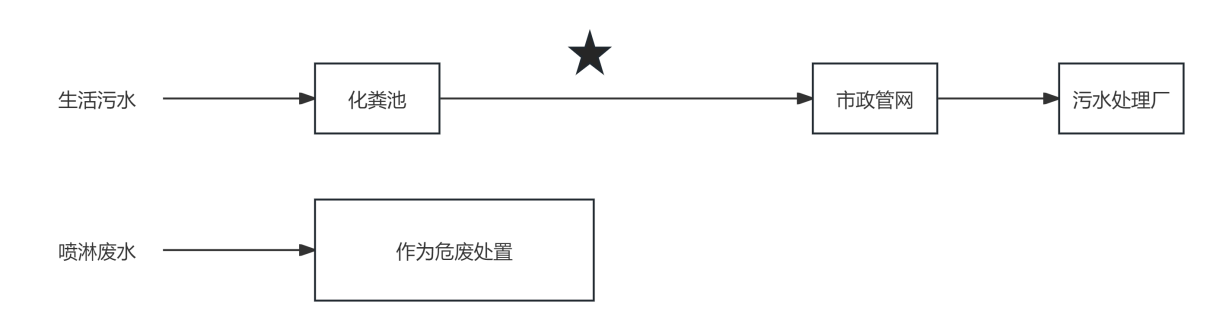 生活污水
化粪池
市政管网
污水处理厂
喷淋废水
作为危废处置